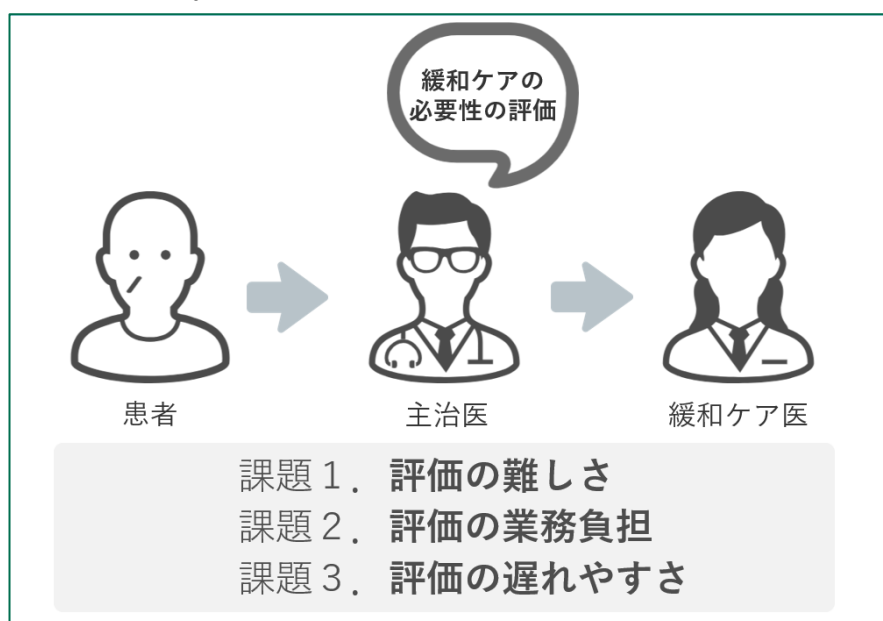 緩和ケアの
必要性の評価
患者
主治医
緩和ケア医
課題１．評価の難しさ
課題２．評価の業務負担
課題３．評価の遅れやすさ